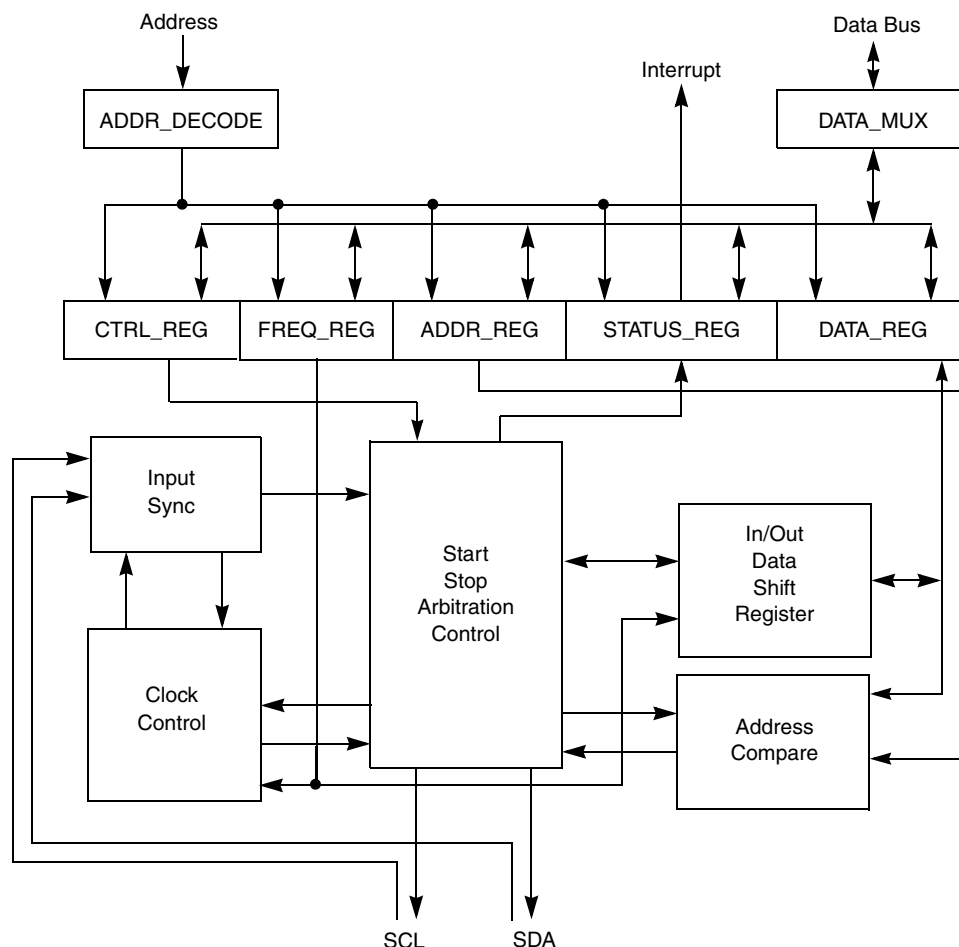 Address
Data Bus
Interrupt
ADDR_DECODE
DATA_MUX
CTRL_REG
FREQ_REG
ADDR_REG
STATUS_REG
DATA_REG
Input
Sync
Start
Stop
Arbitration
Control
In/Out
Data
Shift
Register
Clock
Control
Address
Compare
SCL
SDA